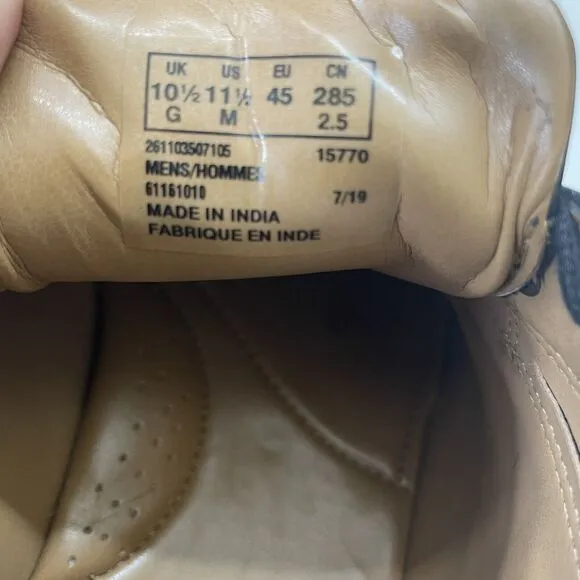 UK US EU CN
10½ 11½ 45 285
G M 2.5
261103507105 15770
MENS/HOMMES
61161010 7/19
MADE IN INDIA
FABRIQUE EN INDE